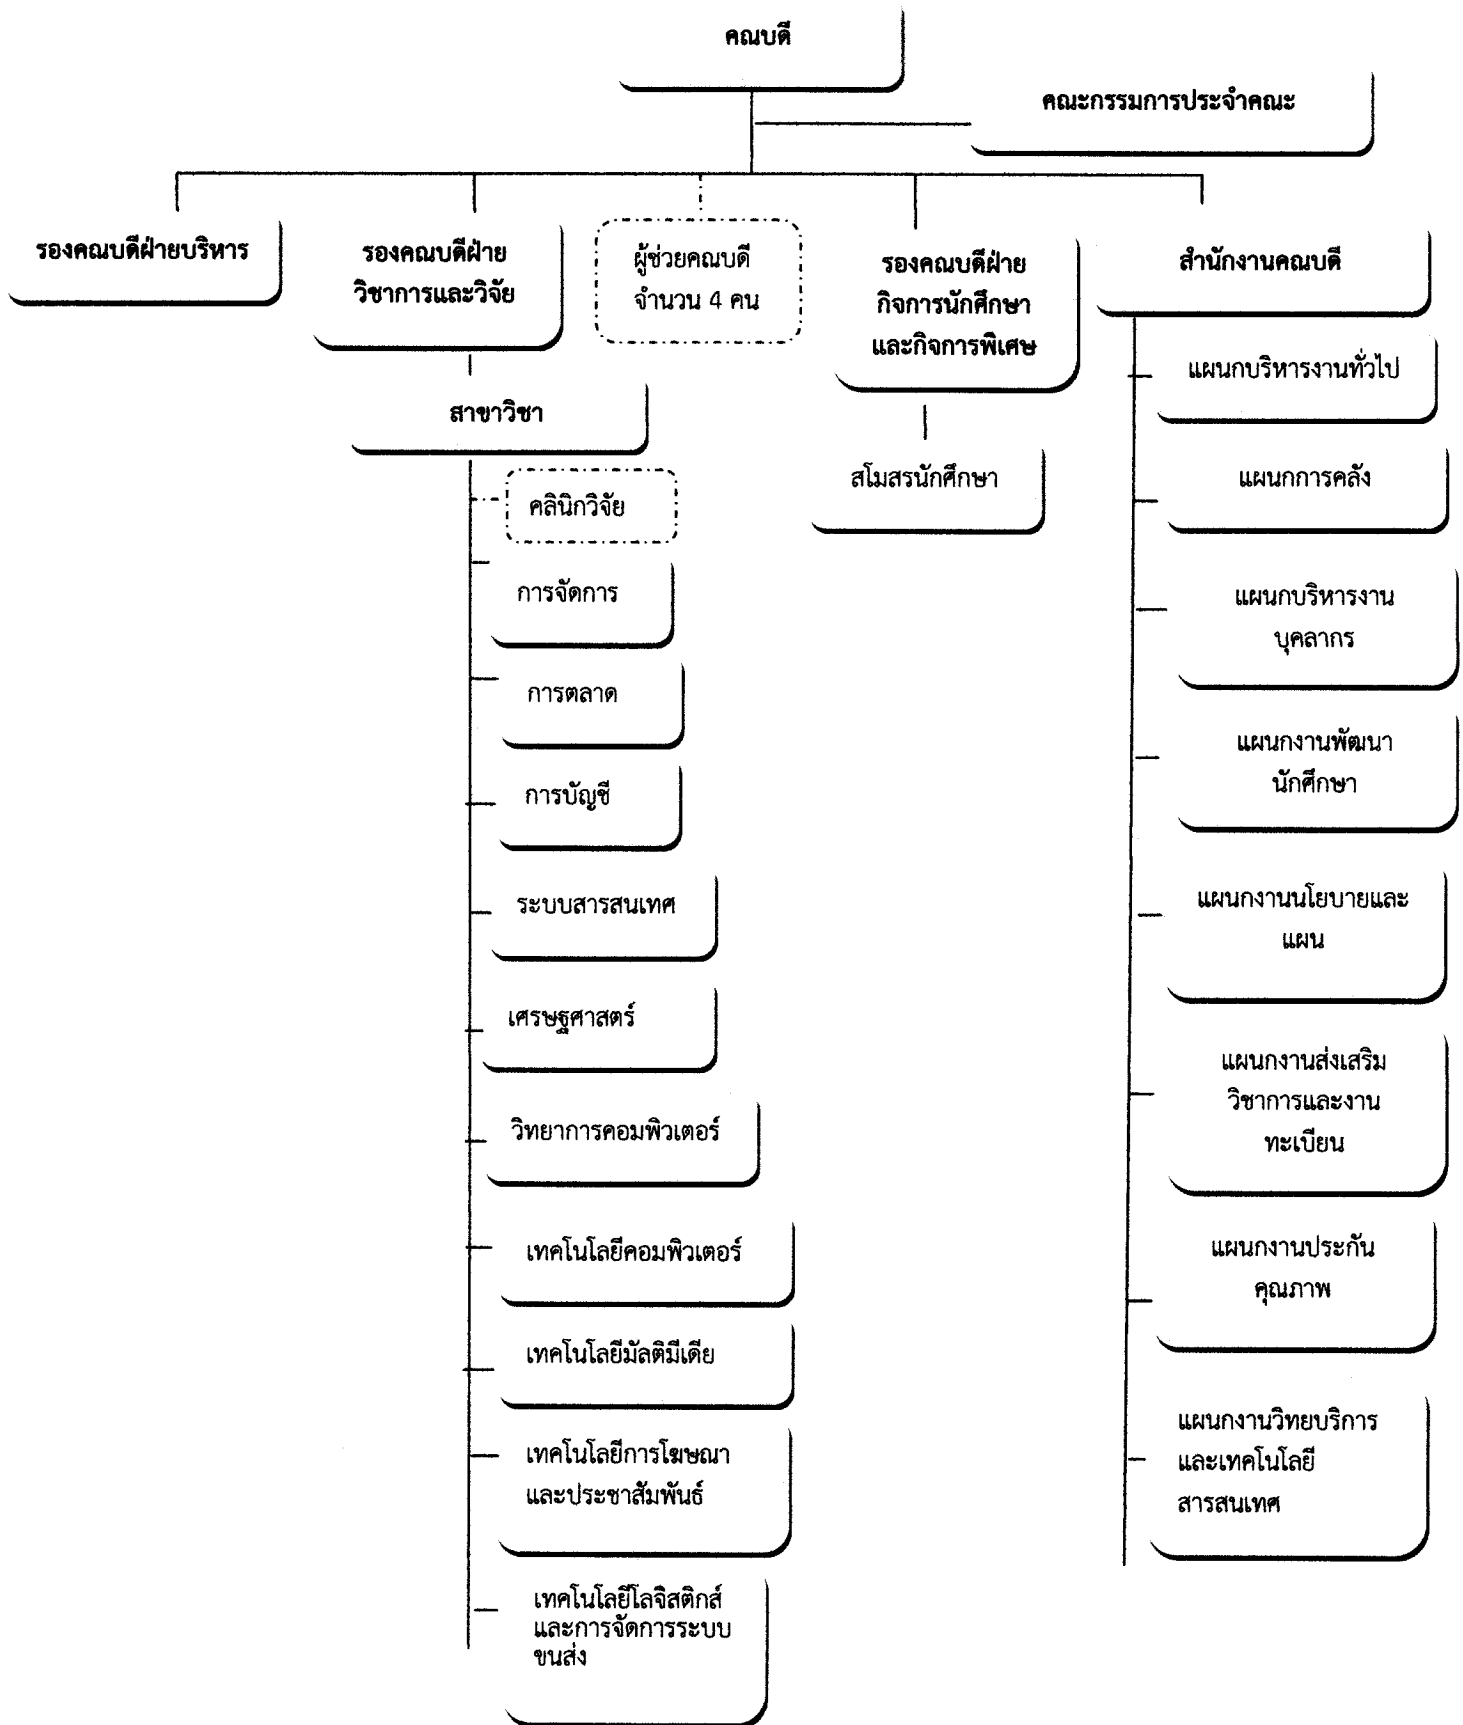 คณบดี
คณะกรรมการประจำคณะ
รองคณบดีฝ่ายบริหาร
รองคณบดีฝ่าย
วิชาการและวิจัย
ผู้ช่วยคณบดี
จำนวน 4 คน
รองคณบดีฝ่าย
กิจการนักศึกษา
และกิจการพิเศษ
สำนักงานคณบดี
สาขาวิชา
คลินิกวิจัย
การจัดการ
การตลาด
การบัญชี
ระบบสารสนเทศ
เศรษฐศาสตร์
วิทยาการคอมพิวเตอร์
เทคโนโลยีคอมพิวเตอร์
เทคโนโลยีมัลติมีเดีย
เทคโนโลยีการโฆษณา
และประชาสัมพันธ์
เทคโนโลยีโลจิสติกส์
และการจัดการระบบ
ขนส่ง
สโมสรนักศึกษา
แผนกบริหารงานทั่วไป
แผนกการคลัง
แผนกบริหารงาน
บุคลากร
แผนกงานพัฒนา
นักศึกษา
แผนกงานนโยบายและ
แผน
แผนกงานส่งเสริม
วิชาการและงาน
ทะเบียน
แผนกงานประกัน
คุณภาพ
แผนกงานวิทยบริการ
และเทคโนโลยี
สารสนเทศ